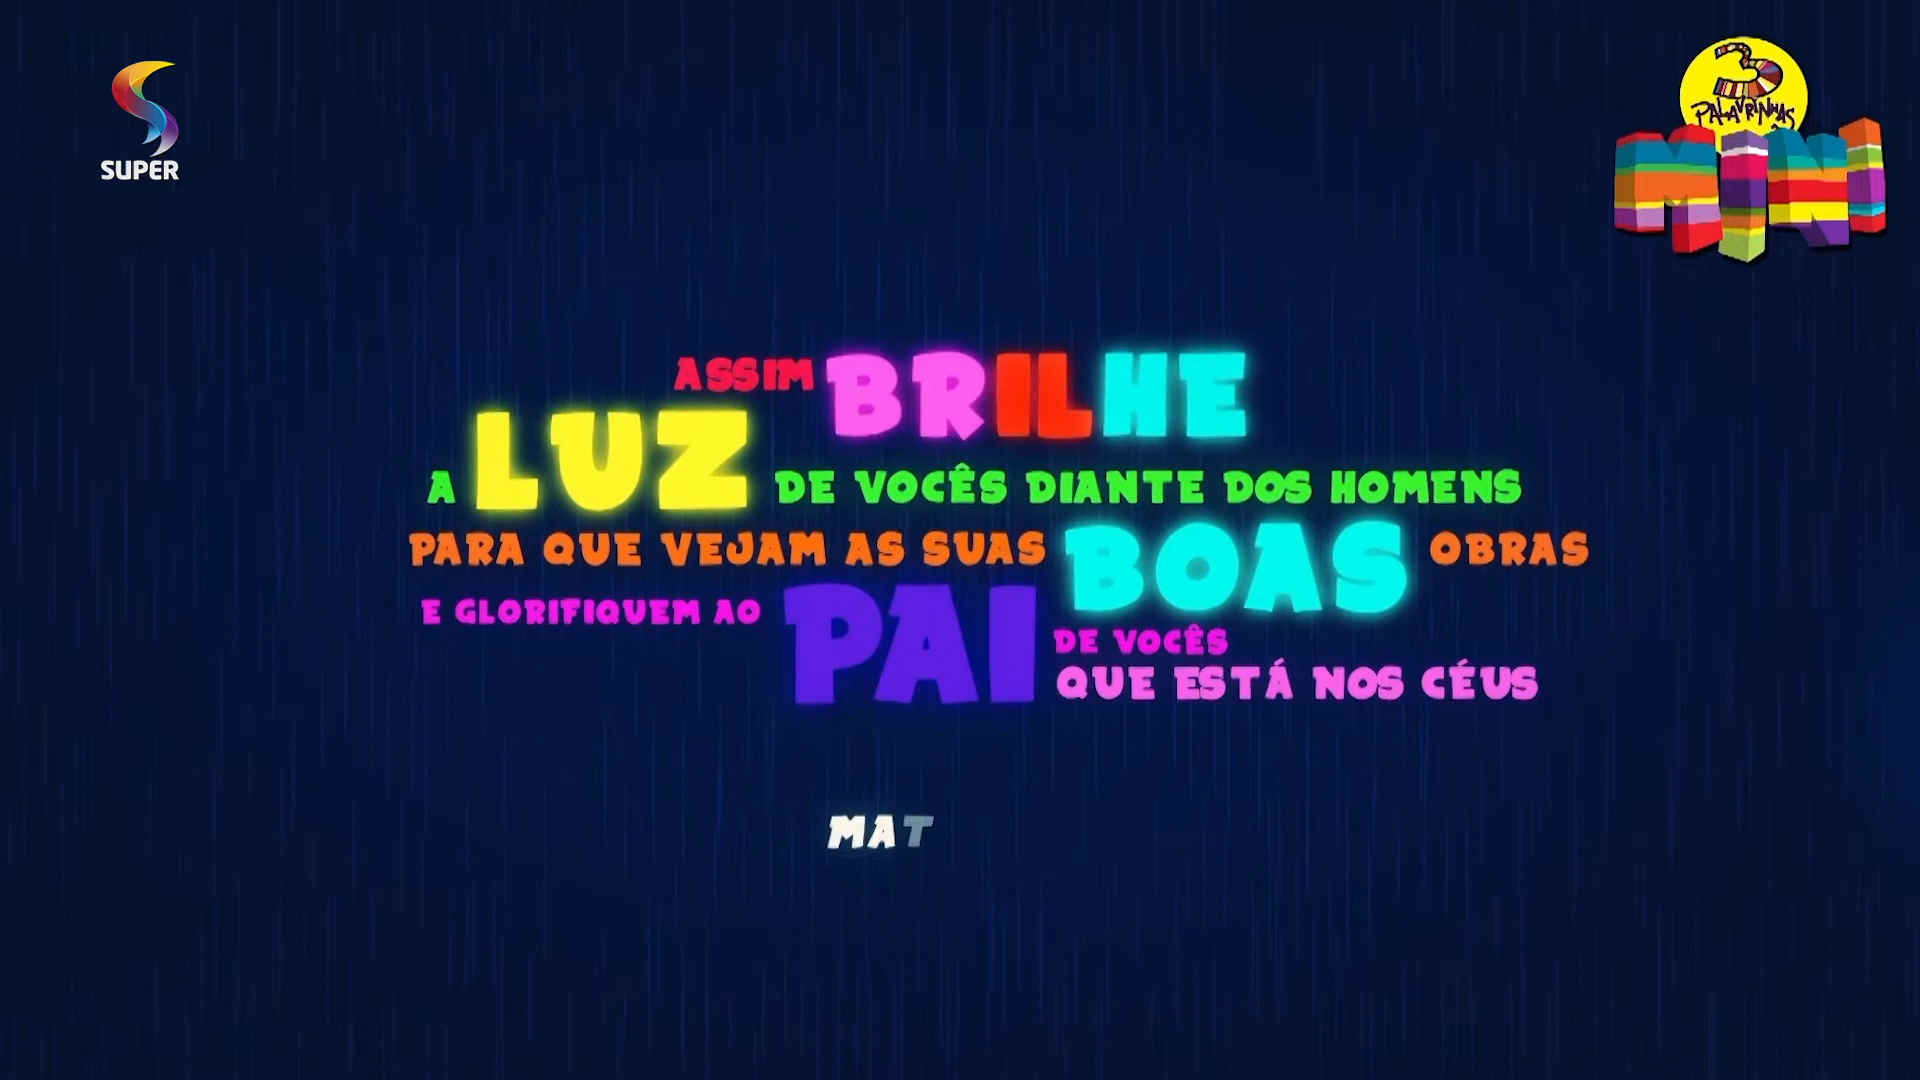 SUPER
3
PALAVRINHAS
MINI
ASSIM BRILHE
A LUZ DE VOCÊS DIANTE DOS HOMENS
PARA QUE VEJAM AS SUAS BOAS OBRAS
E GLORIFIQUEM AO PAI DE VOCÊS
QUE ESTÁ NOS CÉUS
MAT